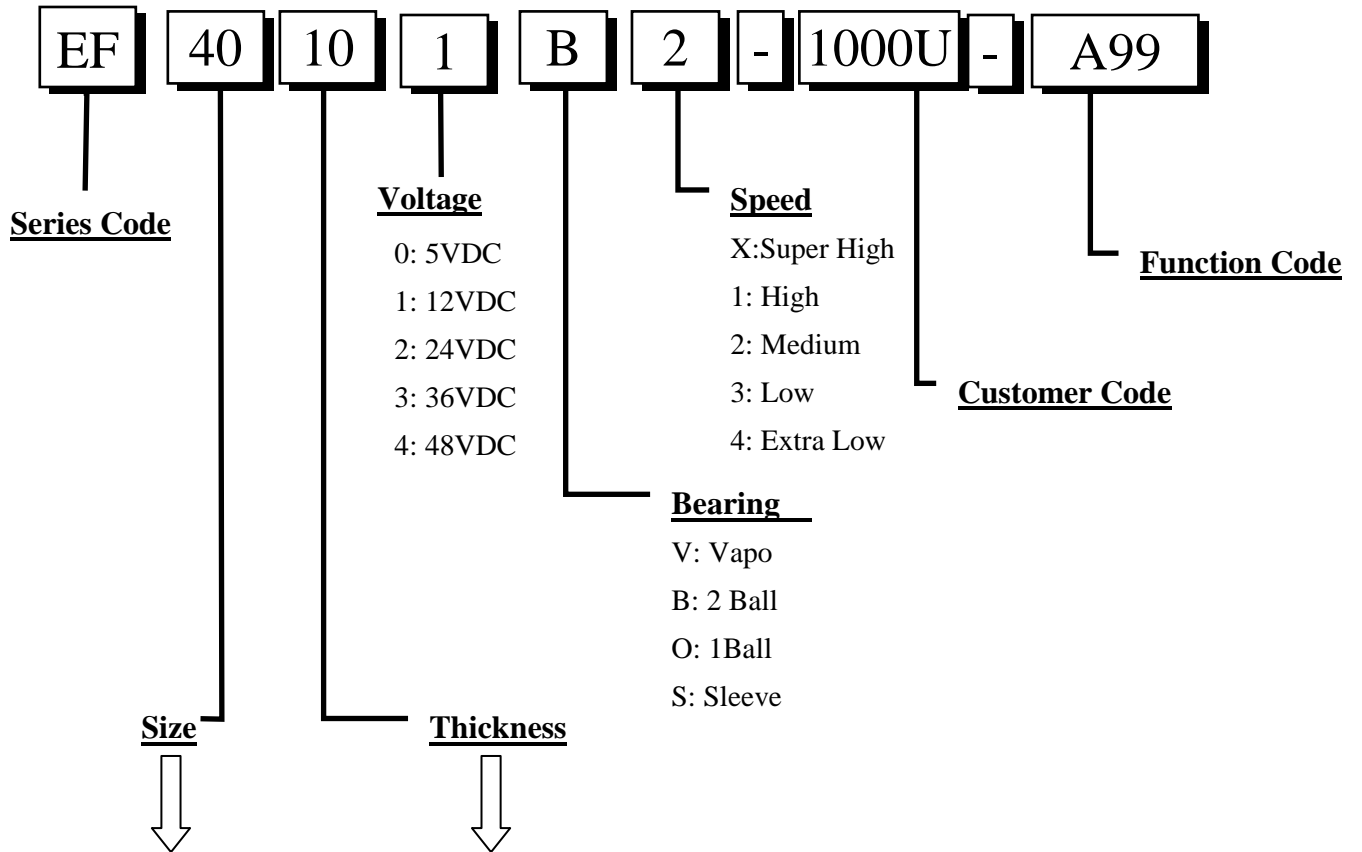 EF 40 10 1 B 2 - 1000U - A99
Series Code
Voltage
0: 5VDC
1: 12VDC
2: 24VDC
3: 36VDC
4: 48VDC
Speed
X:Super High
1: High
2: Medium
3: Low
4: Extra Low
Function Code
Customer Code
Bearing
V: Vapo
B: 2 Ball
O: 1Ball
S: Sleeve
Size
Thickness